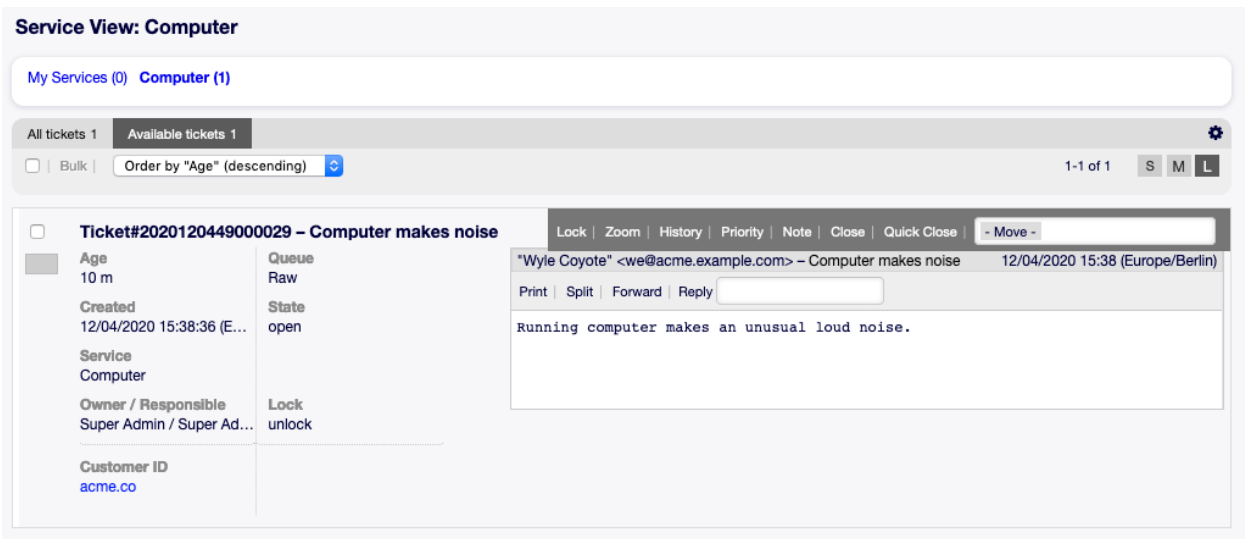 Service View: Computer
My Services (0) Computer (1)
All tickets 1 Available tickets 1
Bulk | Order by "Age" (descending) 1-1 of 1 S M L
Ticket#2020120449000029 – Computer makes noise
Lock | Zoom | History | Priority | Note | Close | Quick Close | - Move -
Age
10 m
Queue
Raw
Created
12/04/2020 15:38:36 (E...
State
open
Service
Computer
Owner / Responsible
Super Admin / Super Ad...
Lock
unlock
Customer ID
acme.co
"Wyle Coyote" <we@acme.example.com> – Computer makes noise 12/04/2020 15:38 (Europe/Berlin)
Print | Split | Forward | Reply
Running computer makes an unusual loud noise.